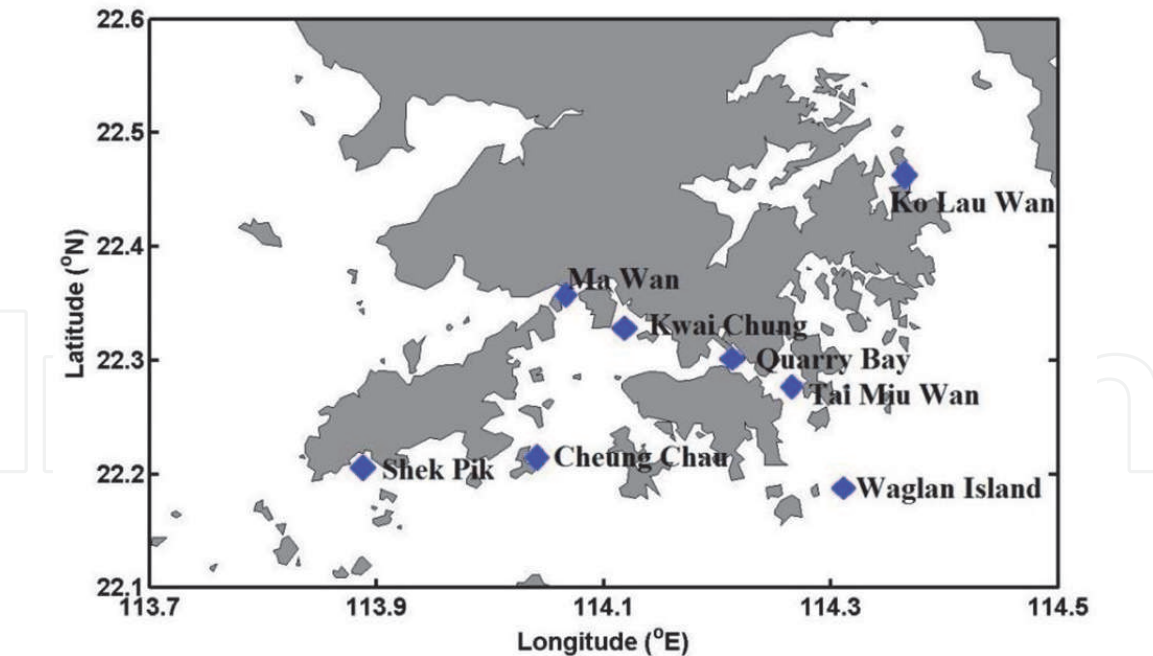 22.6
22.5
Ko Lau Wan
22.4
Ma Wan
Kwai Chung
22.3
Quarry Bay
Tai Miu Wan
Cheung Chau
22.2
Shek Pik
Waglan Island
22.1
113.7
113.9
114.1
114.3
114.5
Latitude (°N)
Longitude (°E)